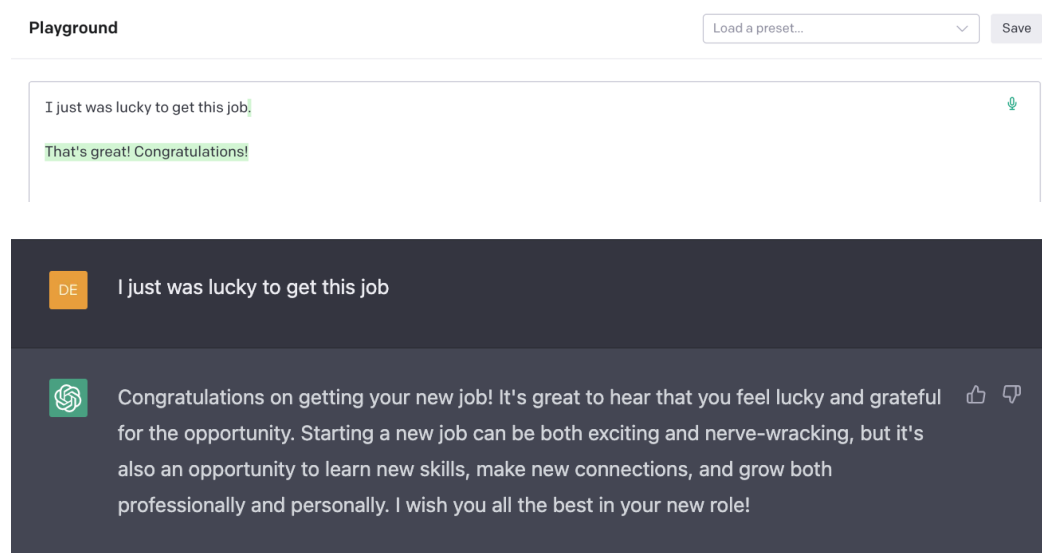 Playground
Load a preset...
Save
I just was lucky to get this job.
That's great! Congratulations!
DE
I just was lucky to get this job
Congratulations on getting your new job! It's great to hear that you feel lucky and grateful
for the opportunity. Starting a new job can be both exciting and nerve-wracking, but it's
also an opportunity to learn new skills, make new connections, and grow both
professionally and personally. I wish you all the best in your new role!